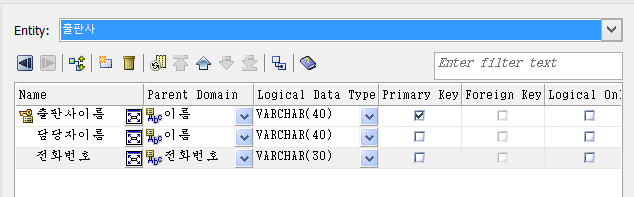 Entity: 출판사
Enter filter text
Name Parent Domain Logical Data Type Primary Key Foreign Key Logical Onl
출판사이름 이름 VARCHAR(40)
담당자이름 이름 VARCHAR(40)
전화번호 전화번호 VARCHAR(30)